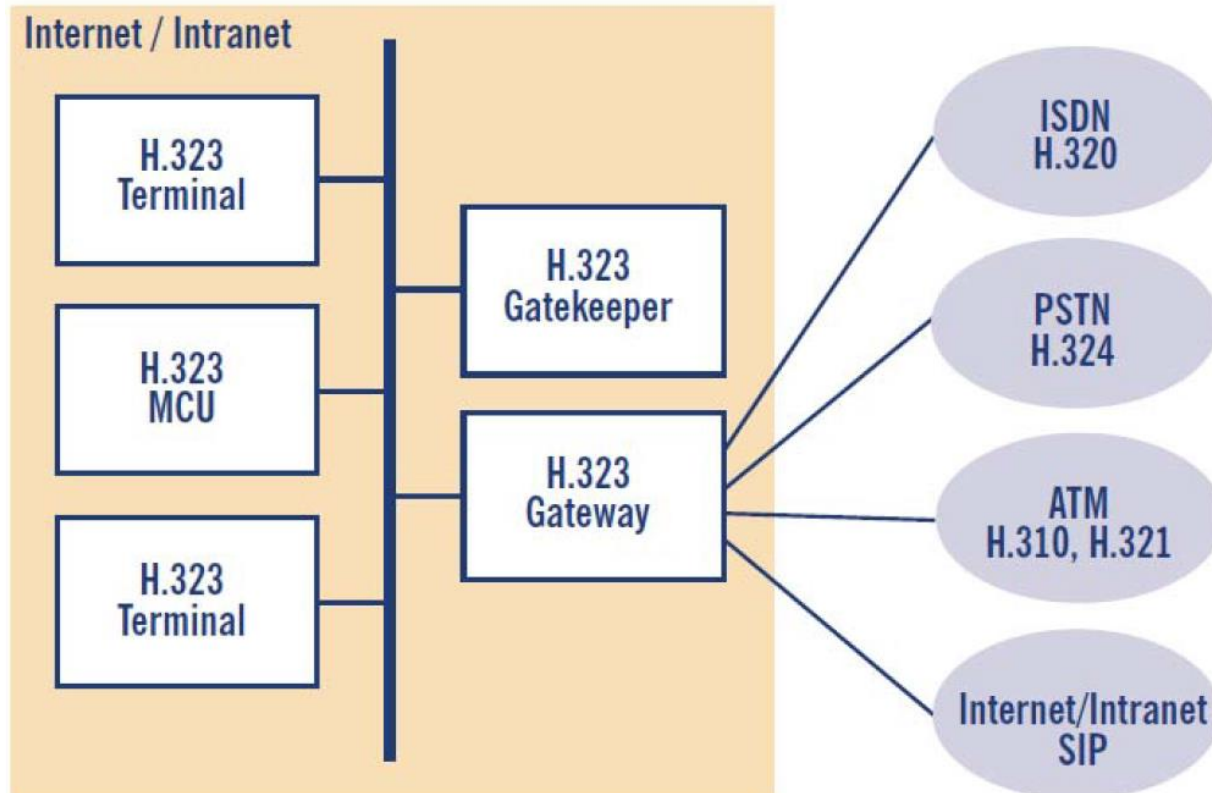 Internet / Intranet
H.323
Terminal
H.323
MCU
H.323
Terminal
H.323
Gatekeeper
H.323
Gateway
ISDN
H.320
PSTN
H.324
ATM
H.310, H.321
Internet/Intranet
SIP